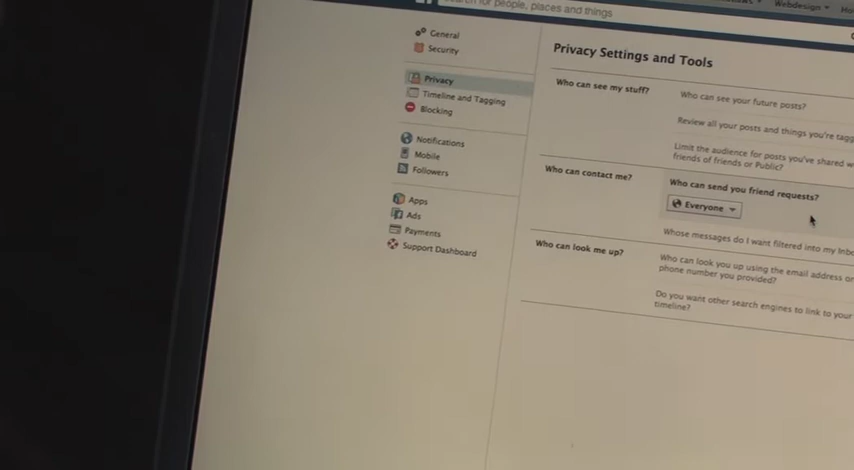 Search for people, places and things
Webdesign
General
Security
Privacy
Timeline and Tagging
Blocking
Notifications
Mobile
Followers
Apps
Ads
Payments
Support Dashboard
Privacy Settings and Tools
Who can see my stuff?
Who can see your future posts?
Review all your posts and things you're
Limit the audience for posts you've shared
friends of friends or Public?
Who can contact me?
Who can send you friend requests?
Everyone
Whose messages do I want filtered into my
Who can look me up?
Who can look you up using the email address or
phone number you provided?
Do you want other search engines to link to your
timeline?